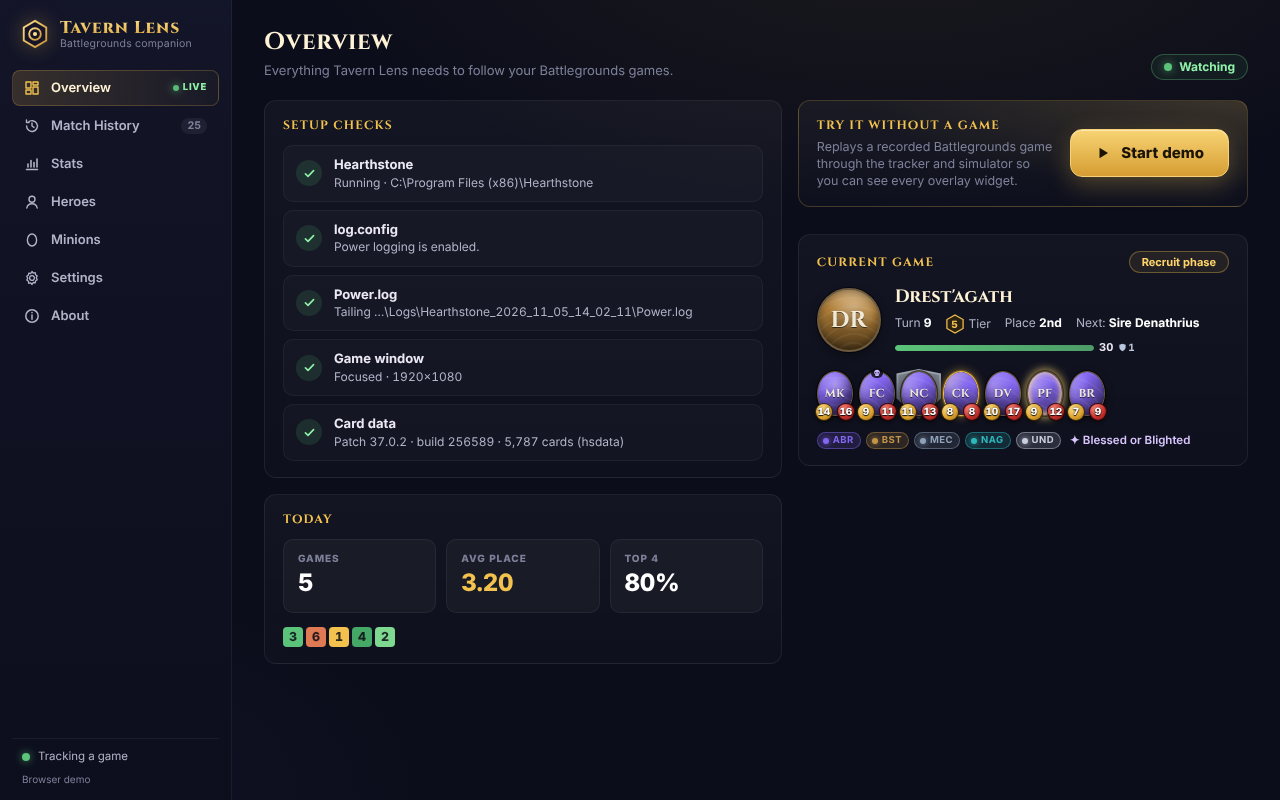 Tavern Lens
Battlegrounds companion
Overview
LIVE
Match History
25
Stats
Heroes
Minions
Settings
About
Tracking a game
Browser demo
Overview
Everything Tavern Lens needs to follow your Battlegrounds games.
Watching
SETUP CHECKS
Hearthstone
Running · C:\Program Files (x86)\Hearthstone
log.config
Power logging is enabled.
Power.log
Tailing ...\Logs\Hearthstone_2026_11_05_14_02_11\Power.log
Game window
Focused · 1920×1080
Card data
Patch 37.0.2 · build 256589 · 5,787 cards (hsdata)
TODAY
GAMES
5
AVG PLACE
3.20
TOP 4
80%
3 6 1 4 2
TRY IT WITHOUT A GAME
Replays a recorded Battlegrounds game
through the tracker and simulator so
you can see every overlay widget.
Start demo
CURRENT GAME
Recruit phase
DR
Drest'agath
Turn 9 5 Tier Place 2nd Next: Sire Denathrius
30 1
MK FC NC CK DV PF BR
14 16 9 11 11 13 8 8 10 17 9 12 7 9
ABR BST MEC NAG UND Blessed or Blighted